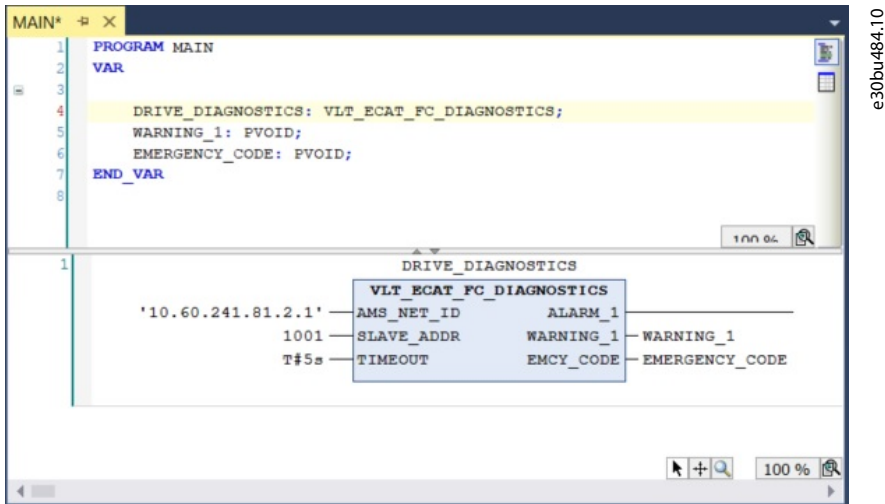 MAIN*
1 PROGRAM MAIN
2 VAR
3
4 DRIVE_DIAGNOSTICS: VLT_ECAT_FC_DIAGNOSTICS;
5 WARNING_1: PVOID;
6 EMERGENCY_CODE: PVOID;
7 END_VAR
8
100 %
1 DRIVE_DIAGNOSTICS
VLT_ECAT_FC_DIAGNOSTICS
'10.60.241.81.2.1' AMS_NET_ID ALARM_1
1001 SLAVE_ADDR WARNING_1 WARNING_1
T#5s TIMEOUT EMCY_CODE EMERGENCY_CODE
100 %
e30bu484.10